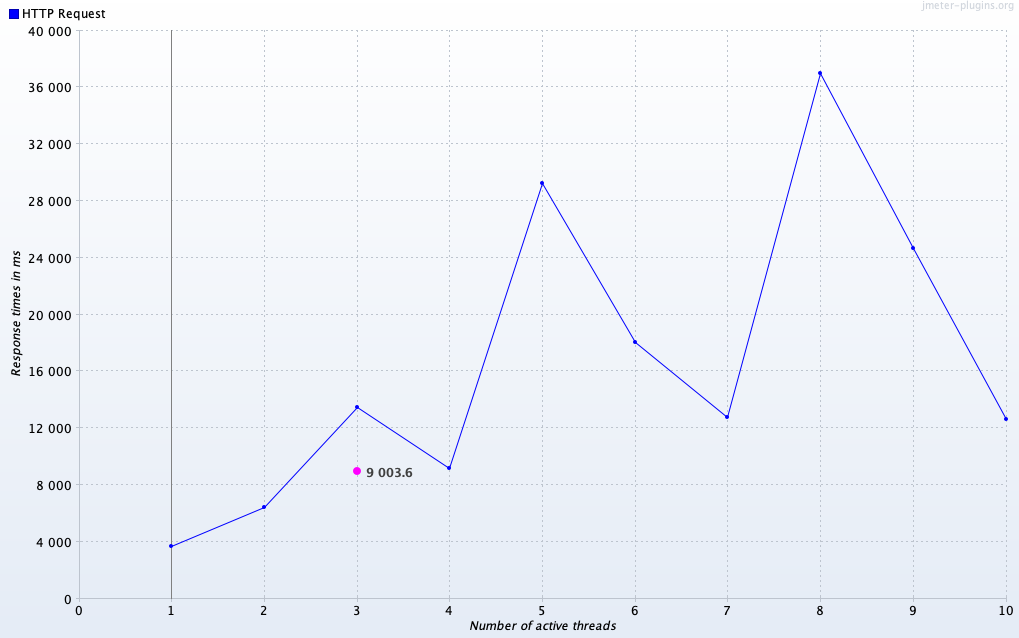 HTTP Request
jmeter-plugins.org
40 000
36 000
32 000
28 000
24 000
20 000
16 000
12 000
8 000
4 000
0
Response times in ms
9 003.6
0 1 2 3 4 5 6 7 8 9 10
Number of active threads